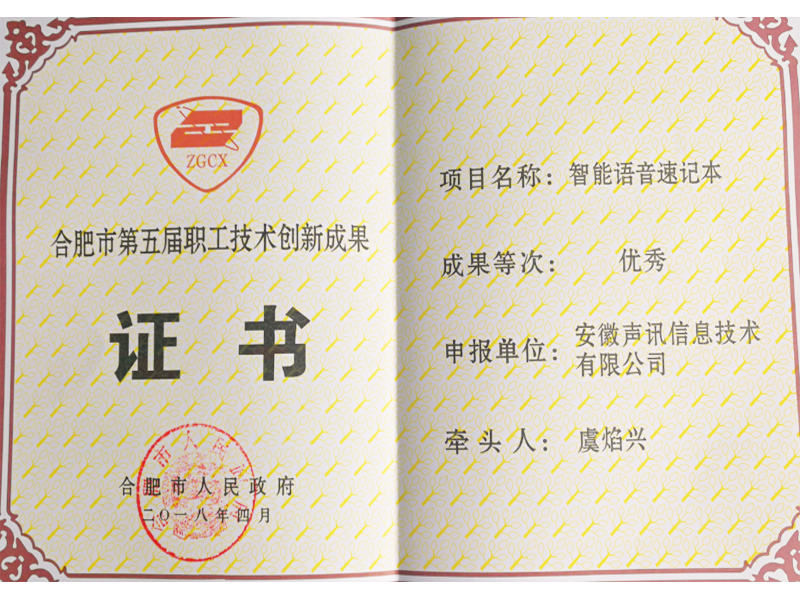 ZGCX
合肥市第五届职工技术创新成果
证书
合肥市人民政府
二〇一八年四月
项目名称：智能语音速记本
成果等次：优秀
申报单位：安徽声讯信息技术
有限公司
牵头人：虞焰兴